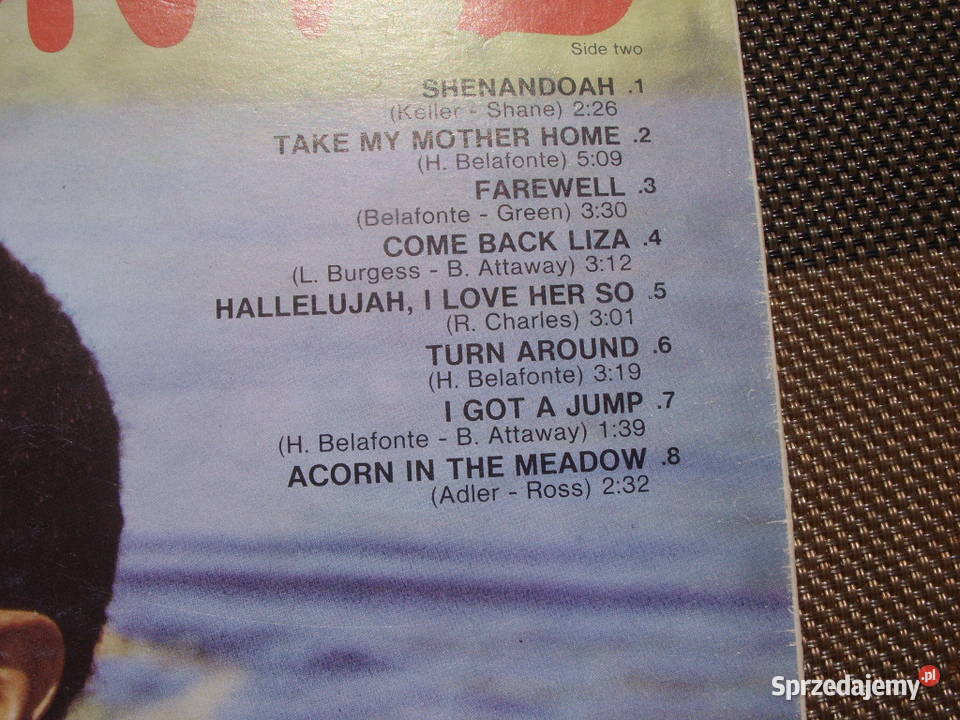 Side two
SHENANDOAH .1
(Keller - Shane) 2:26
TAKE MY MOTHER HOME .2
(H. Belafonte) 5:09
FAREWELL .3
(Belafonte - Green) 3:30
COME BACK LIZA .4
(L. Burgess - B. Attaway) 3:12
HALLELUJAH, I LOVE HER SO .5
(R. Charles) 3:01
TURN AROUND .6
(H. Belafonte) 3:19
I GOT A JUMP .7
(H. Belafonte - B. Attaway) 1:39
ACORN IN THE MEADOW .8
(Adler - Ross) 2:32
Sprzedajemy.pl